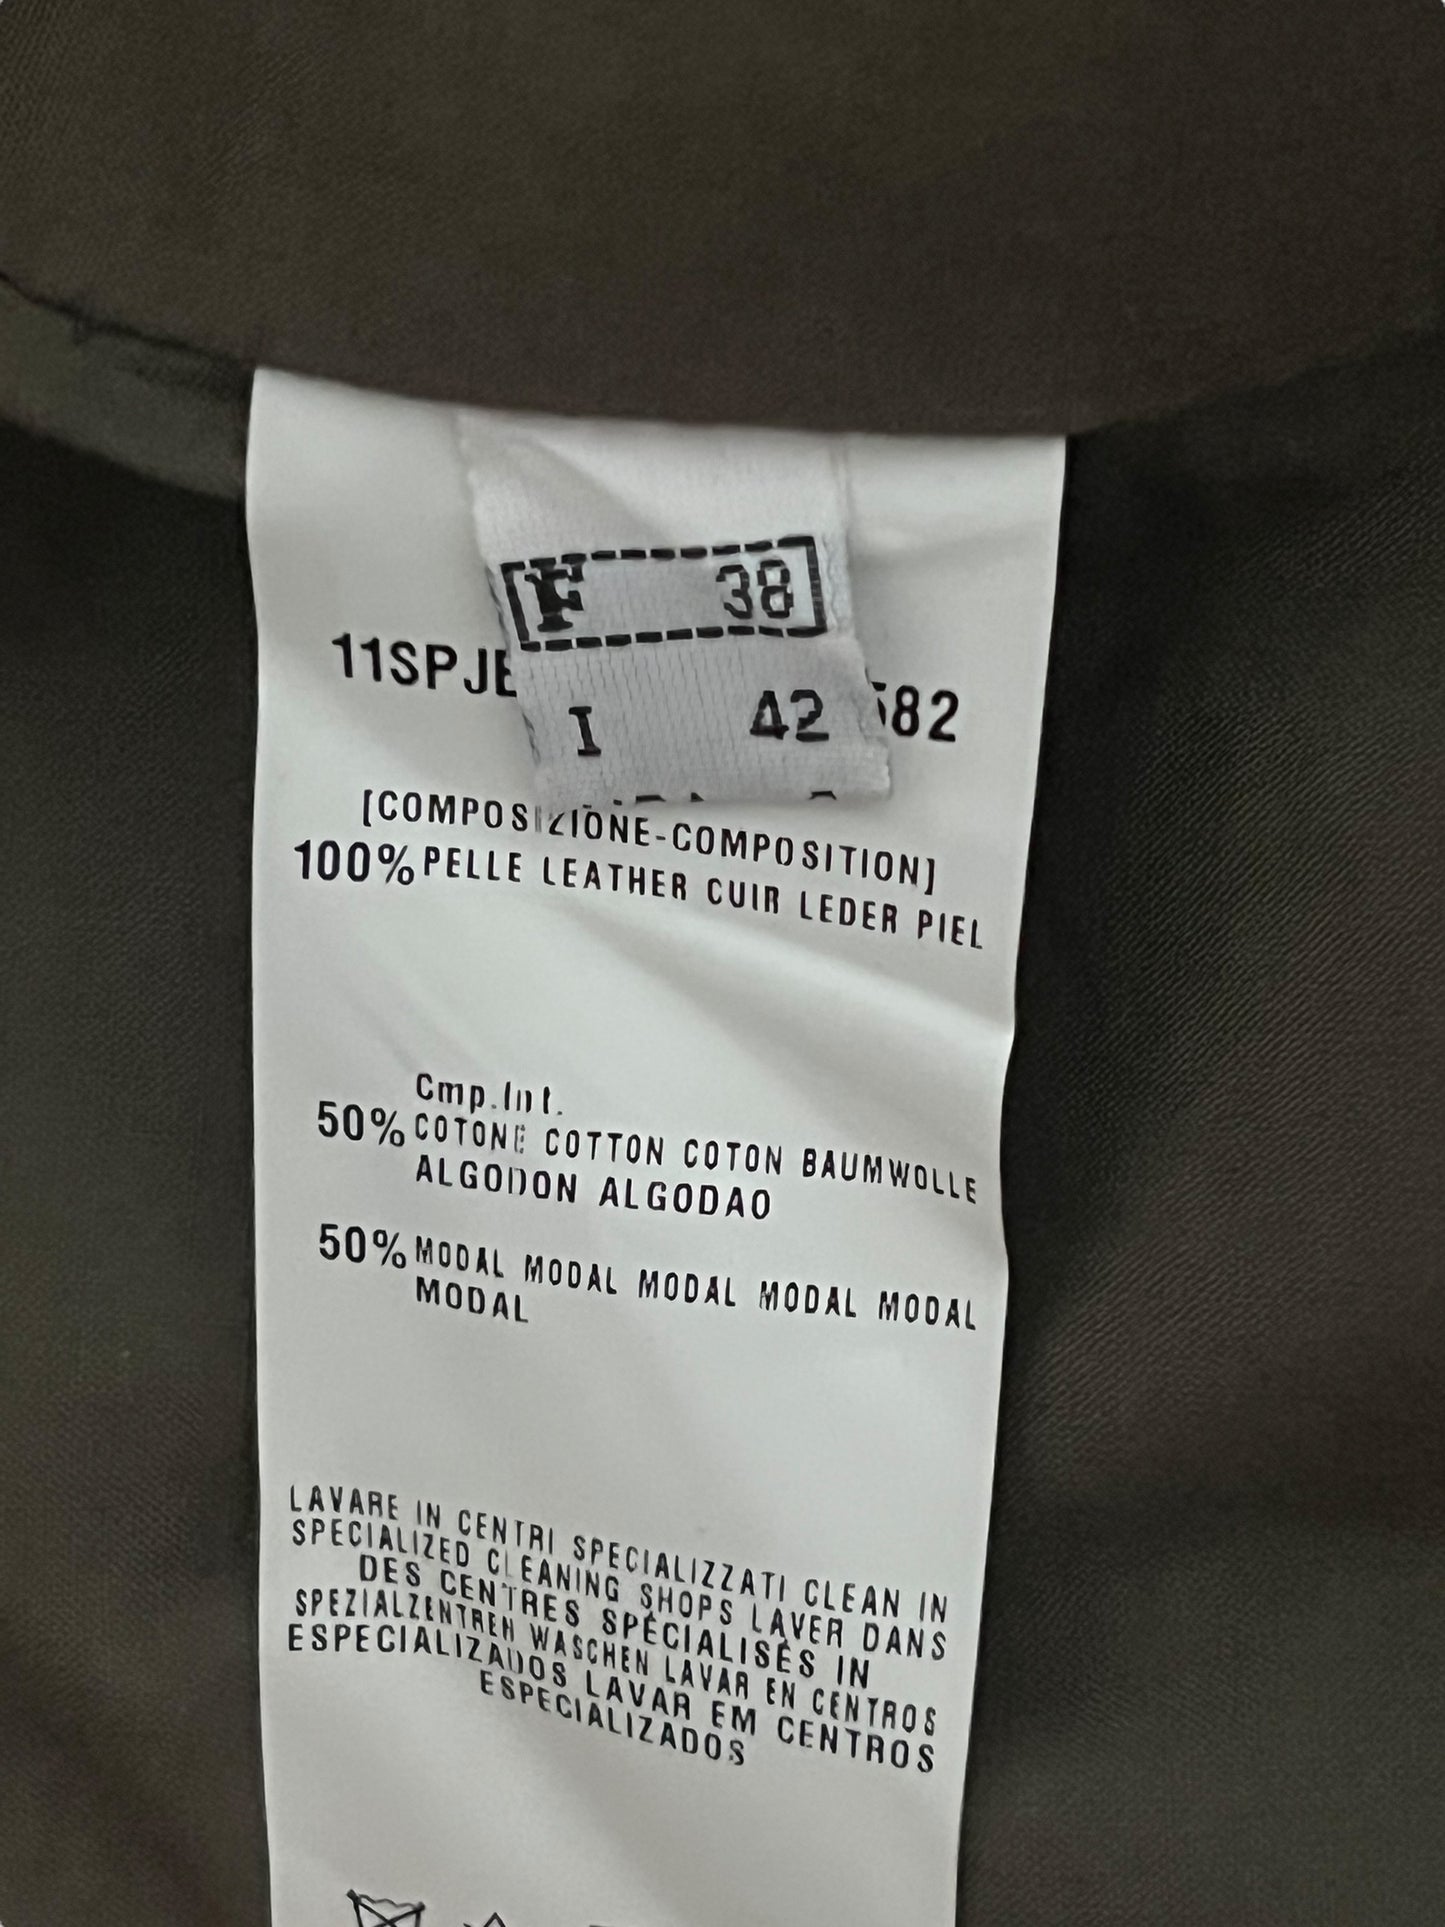 F 38
I 42
11SPJE
582
[COMPOSIZIONE-COMPOSITION]
100% PELLE LEATHER CUIR LEDER PIEL
Cmp.Int.
50% COTONE COTTON COTON BAUMWOLLE
ALGODON ALGODAO
50% MODAL MODAL MODAL MODAL MODAL
MODAL
LAVARE IN CENTRI SPECIALIZZATI CLEAN IN
SPECIALIZED CLEANING SHOPS LAVER DANS
DES CENTRES SPÉCIALISÉS IN
SPEZIALZENTREN WASCHEN LAVAR EN CENTROS
ESPECIALIZADOS LAVAR EM CENTROS
ESPECIALIZADOS